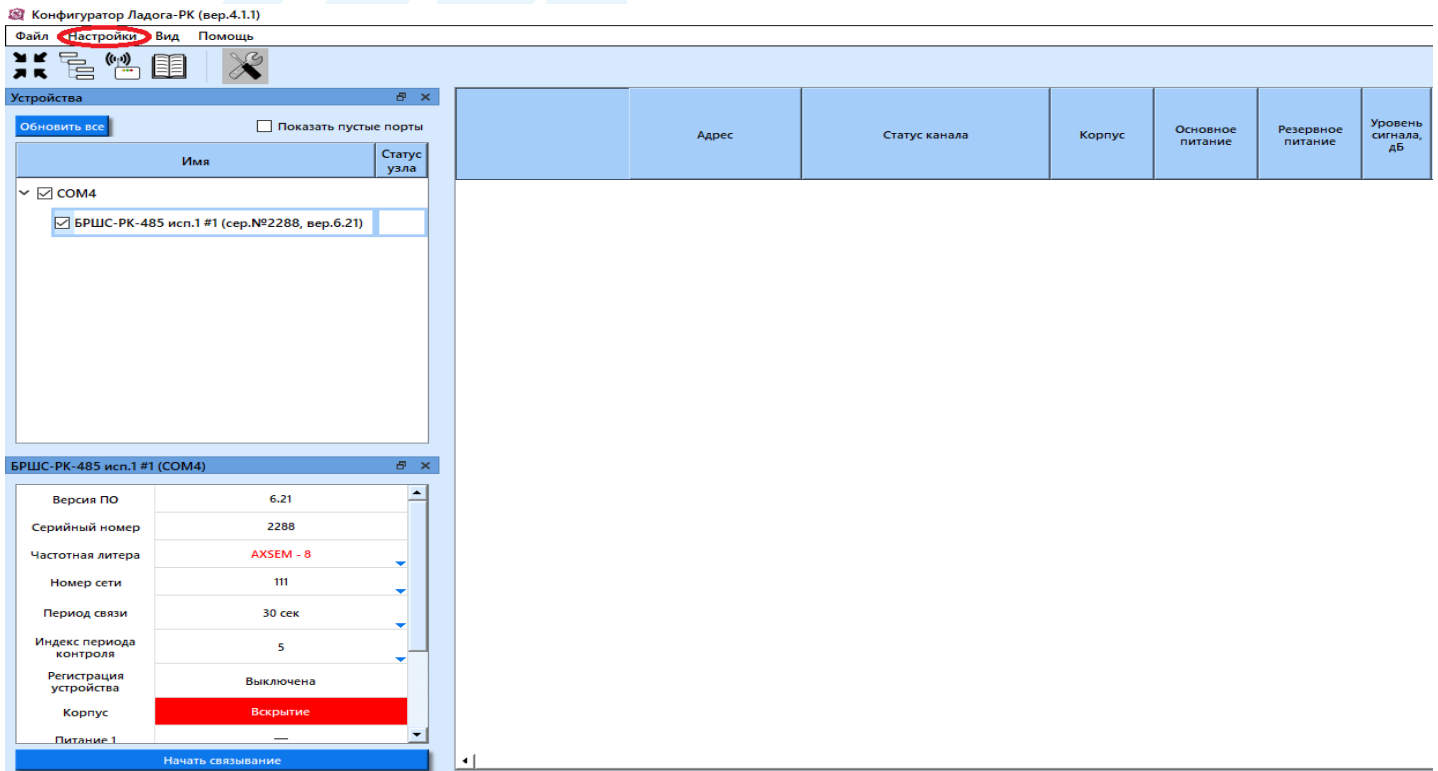 Конфигуратор Ладога-РК (вер.4.1.1)
Файл Настройки Вид Помощь
Устройства
Обновить все Показать пустые порты
Имя Статус узла
COM4
БРШС-РК-485 исп.1 #1 (сер.№2288, вер.6.21)
БРШС-РК-485 исп.1 #1 (COM4)
Версия ПО 6.21
Серийный номер 2288
Частотная литера AXSEM - 8
Номер сети 111
Период связи 30 сек
Индекс периода
контроля 5
Регистрация
устройства Выключена
Корпус Вскрытие
Питание 1 —
Начать связывание
Адрес Статус канала Корпус Основное питание Резервное питание Уровень сигнала, дБ